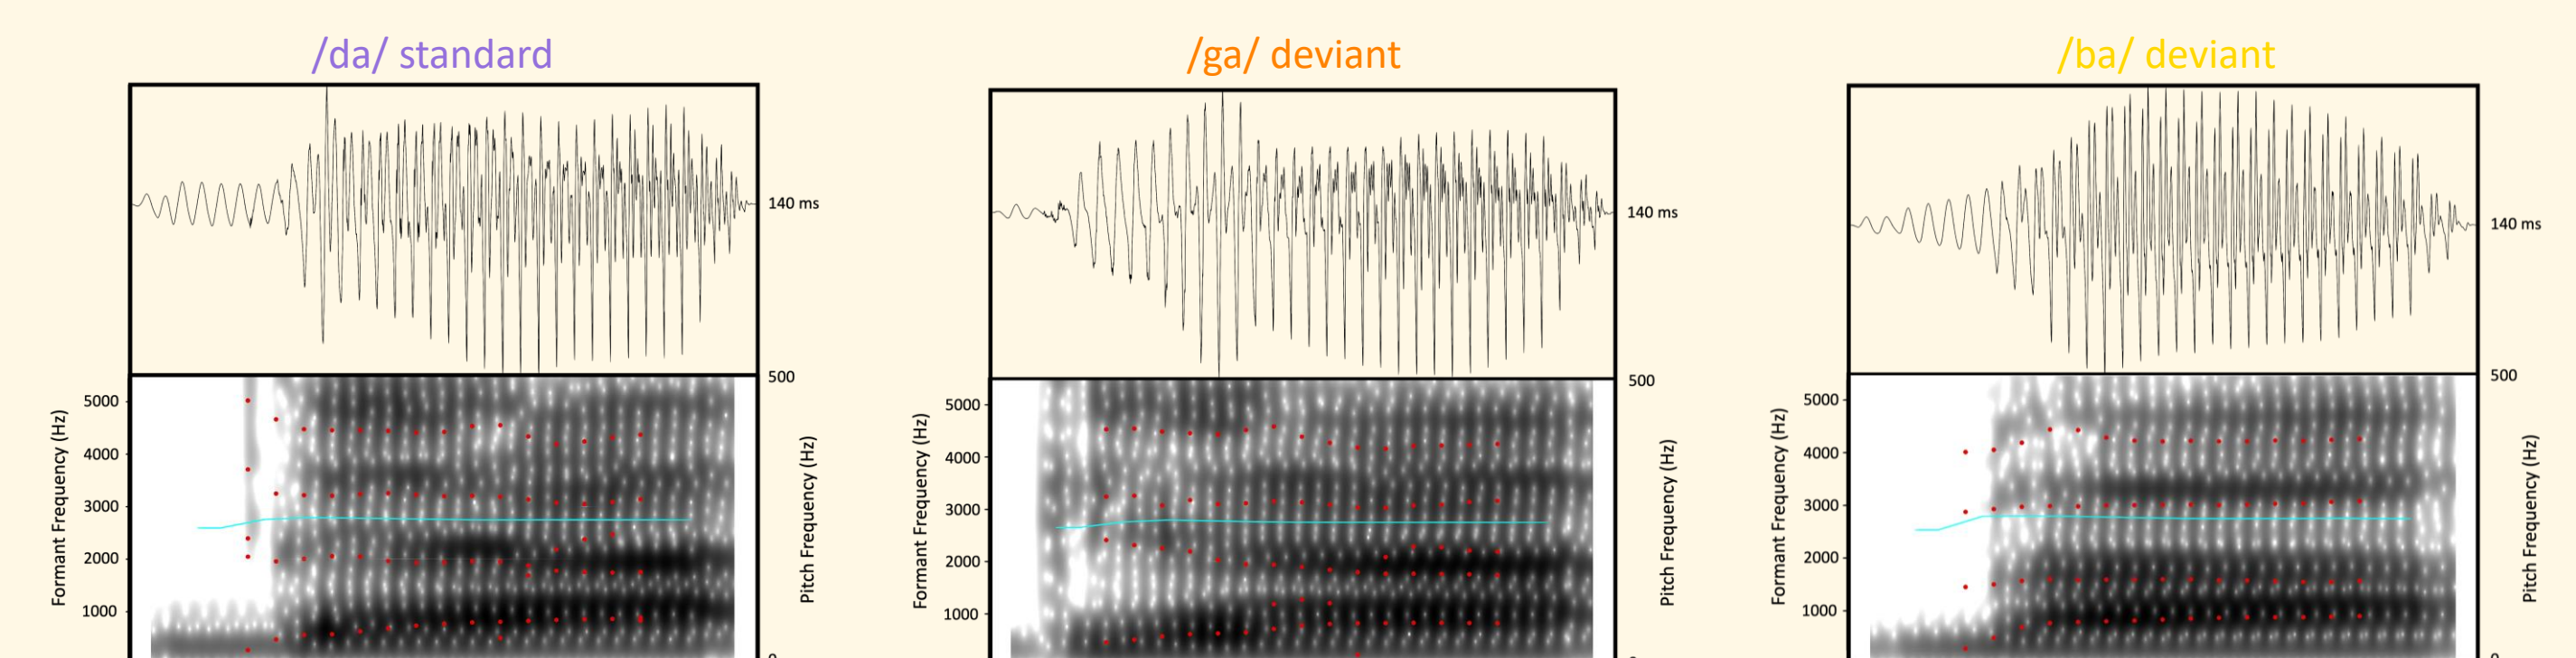 /da/ standard
140 ms
500
5000
4000
3000
2000
1000
Formant Frequency (Hz)
Pitch Frequency (Hz)
/ga/ deviant
140 ms
500
5000
4000
3000
2000
1000
Formant Frequency (Hz)
Pitch Frequency (Hz)
/ba/ deviant
140 ms
500
5000
4000
3000
2000
1000
Formant Frequency (Hz)
Pitch Frequency (Hz)